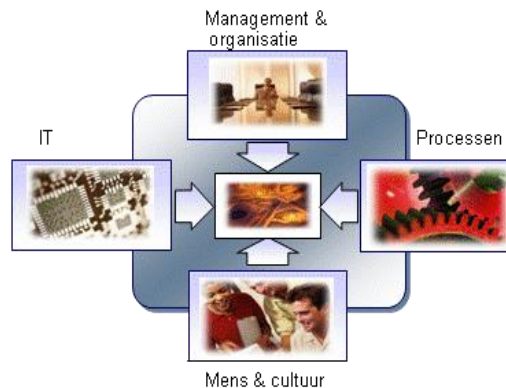 Management &
organisatie
IT
Processen
Mens & cultuur